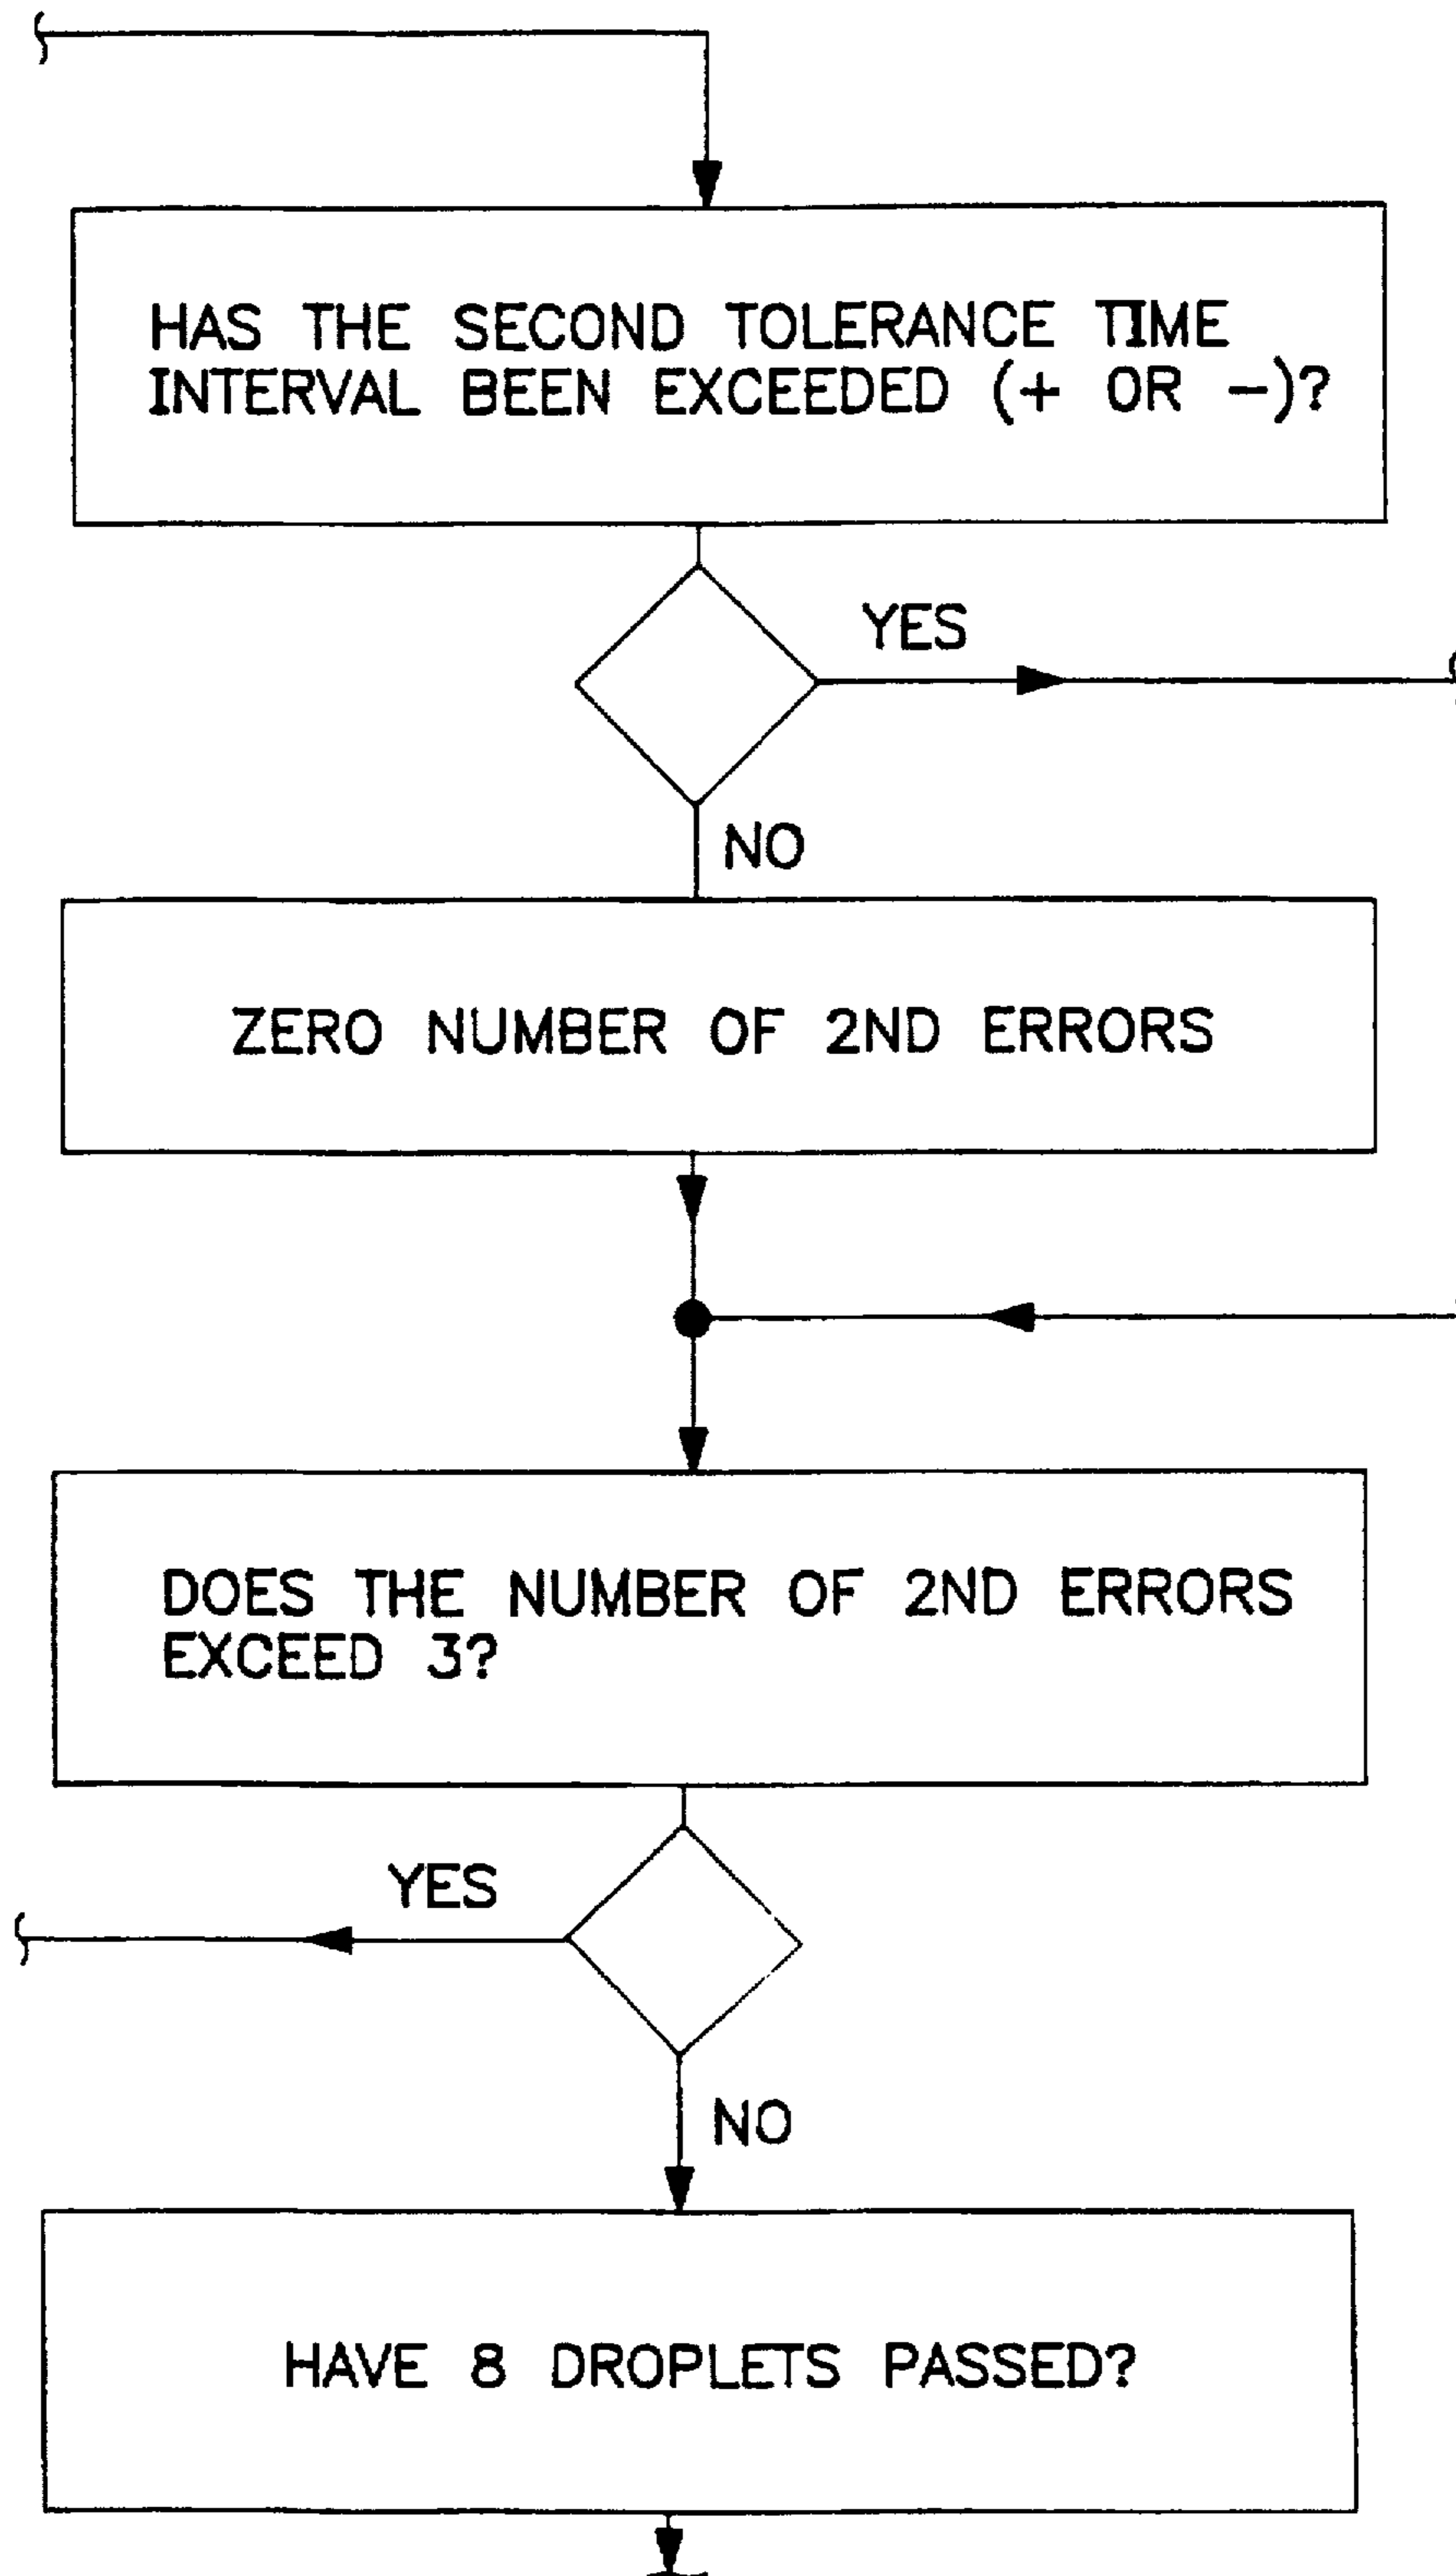 HAS THE SECOND TOLERANCE TIME
INTERVAL BEEN EXCEEDED (+ OR −)?
YES
NO
ZERO NUMBER OF 2ND ERRORS
DOES THE NUMBER OF 2ND ERRORS
EXCEED 3?
YES
NO
HAVE 8 DROPLETS PASSED?